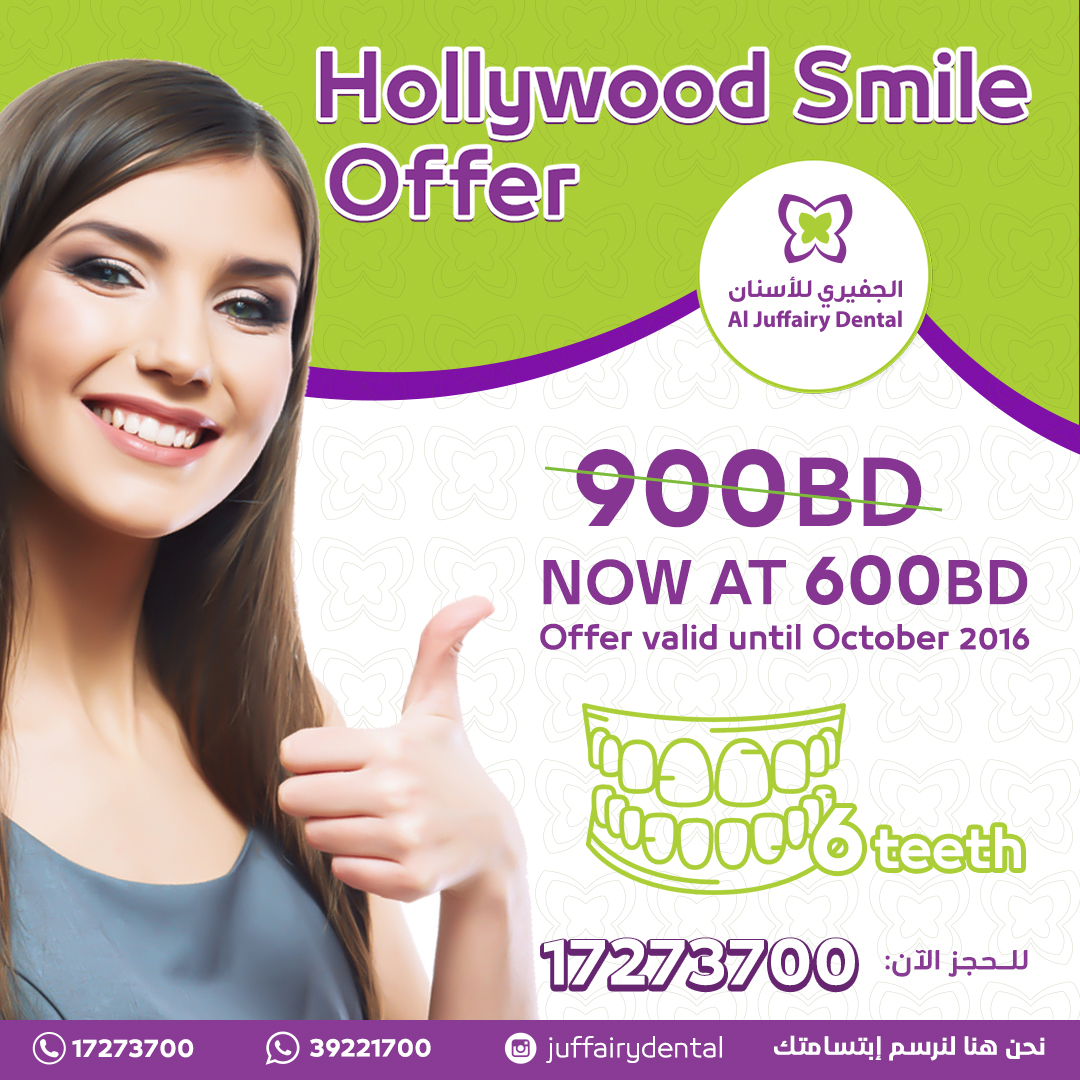 Hollywood Smile
Offer
الجفيري للأسنان
Al Juffairy Dental
900BD
NOW AT 600BD
Offer valid until October 2016
6 teeth
للـحجز الآن: 17273700
17273700
39221700
juffairydental
نحن هنا لنرسم إبتسامتك